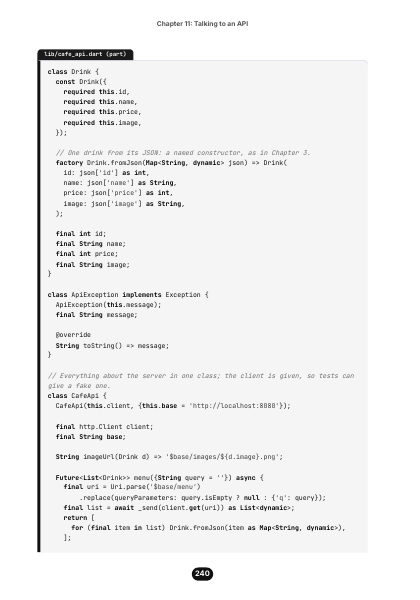 Chapter 11: Talking to an API
lib/cafe_api.dart (part)
class Drink {
  const Drink({
    required this.id,
    required this.name,
    required this.price,
    required this.image,
  });

  // One drink from its JSON: a named constructor, as in Chapter 3.
  factory Drink.fromJson(Map<String, dynamic> json) => Drink(
    id: json['id'] as int,
    name: json['name'] as String,
    price: json['price'] as int,
    image: json['image'] as String,
  );

  final int id;
  final String name;
  final int price;
  final String image;
}

class ApiException implements Exception {
  ApiException(this.message);
  final String message;

  @override
  String toString() => message;
}

// Everything about the server in one class; the client is given, so tests can
give a fake one.
class CafeApi {
  CafeApi(this.client, {this.base = 'http://localhost:8080'});

  final http.Client client;
  final String base;

  String imageUrl(Drink d) => '$base/images/${d.image}.png';

  Future<List<Drink>> menu({String query = ''}) async {
    final uri = Uri.parse('$base/menu')
        .replace(queryParameters: query.isEmpty ? null : {'q': query});
    final list = await _send(client.get(uri)) as List<dynamic>;
    return [
      for (final item in list) Drink.fromJson(item as Map<String, dynamic>),
    ];
240